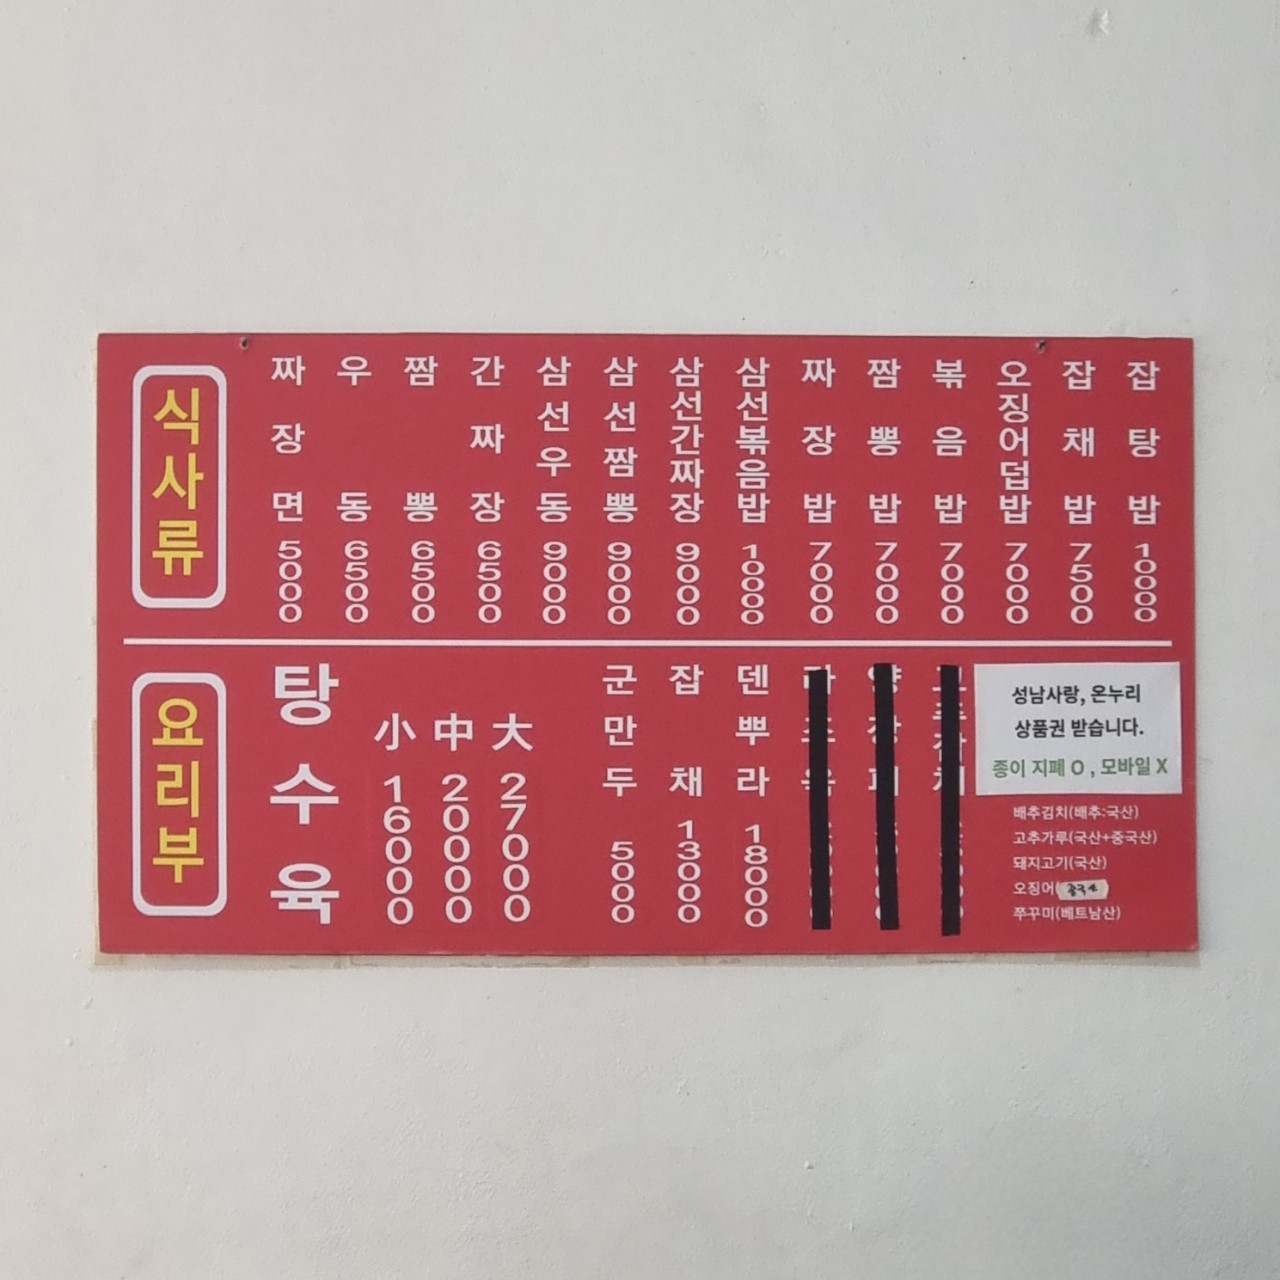 식사류
짜장면 5000
우동 6500
짬뽕 6500
간짜장 6500
삼선우동 9000
삼선짬뽕 9000
삼선간짜장 9000
삼선볶음밥 10000
짜장밥 7000
짬뽕밥 7000
볶음밥 7000
오징어덥밥 7000
잡채밥 7500
잡탕밥 10000
요리부
탕수육
小 16000
中 20000
大 27000
군만두 5000
잡채 13000
덴뿌라 18000
성남사랑, 온누리
상품권 받습니다.
종이 지폐 O , 모바일 X
배추김치(배추:국산)
고추가루(국산+중국산)
돼지고기(국산)
오징어(
쭈꾸미(베트남산)